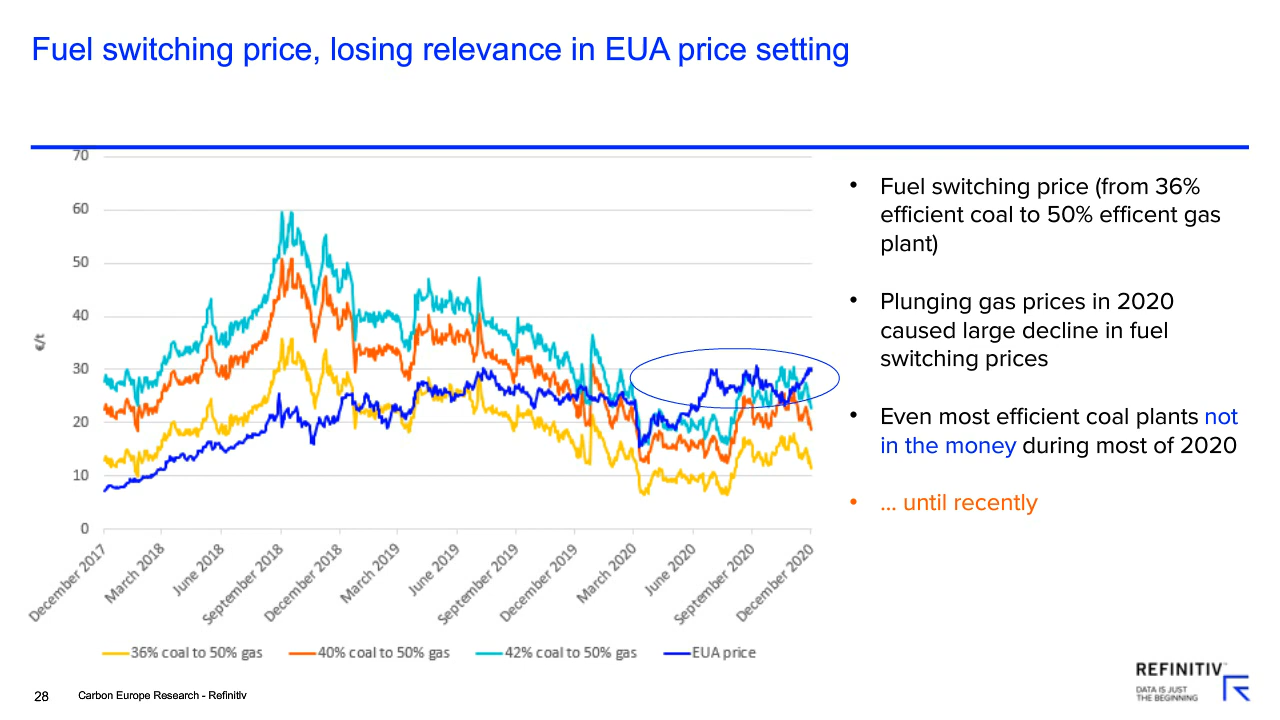 Fuel switching price, losing relevance in EUA price setting
70
60
50
40
30
20
10
0
€/t
December 2017
March 2018
June 2018
September 2018
December 2018
March 2019
June 2019
September 2019
December 2019
March 2020
June 2020
September 2020
December 2020
36% coal to 50% gas
40% coal to 50% gas
42% coal to 50% gas
EUA price
• Fuel switching price (from 36%
efficient coal to 50% efficent gas
plant)
• Plunging gas prices in 2020
caused large decline in fuel
switching prices
• Even most efficient coal plants not
in the money during most of 2020
• ... until recently
28
Carbon Europe Research - Refinitiv
REFINITIV
DATA IS JUST
THE BEGINNING